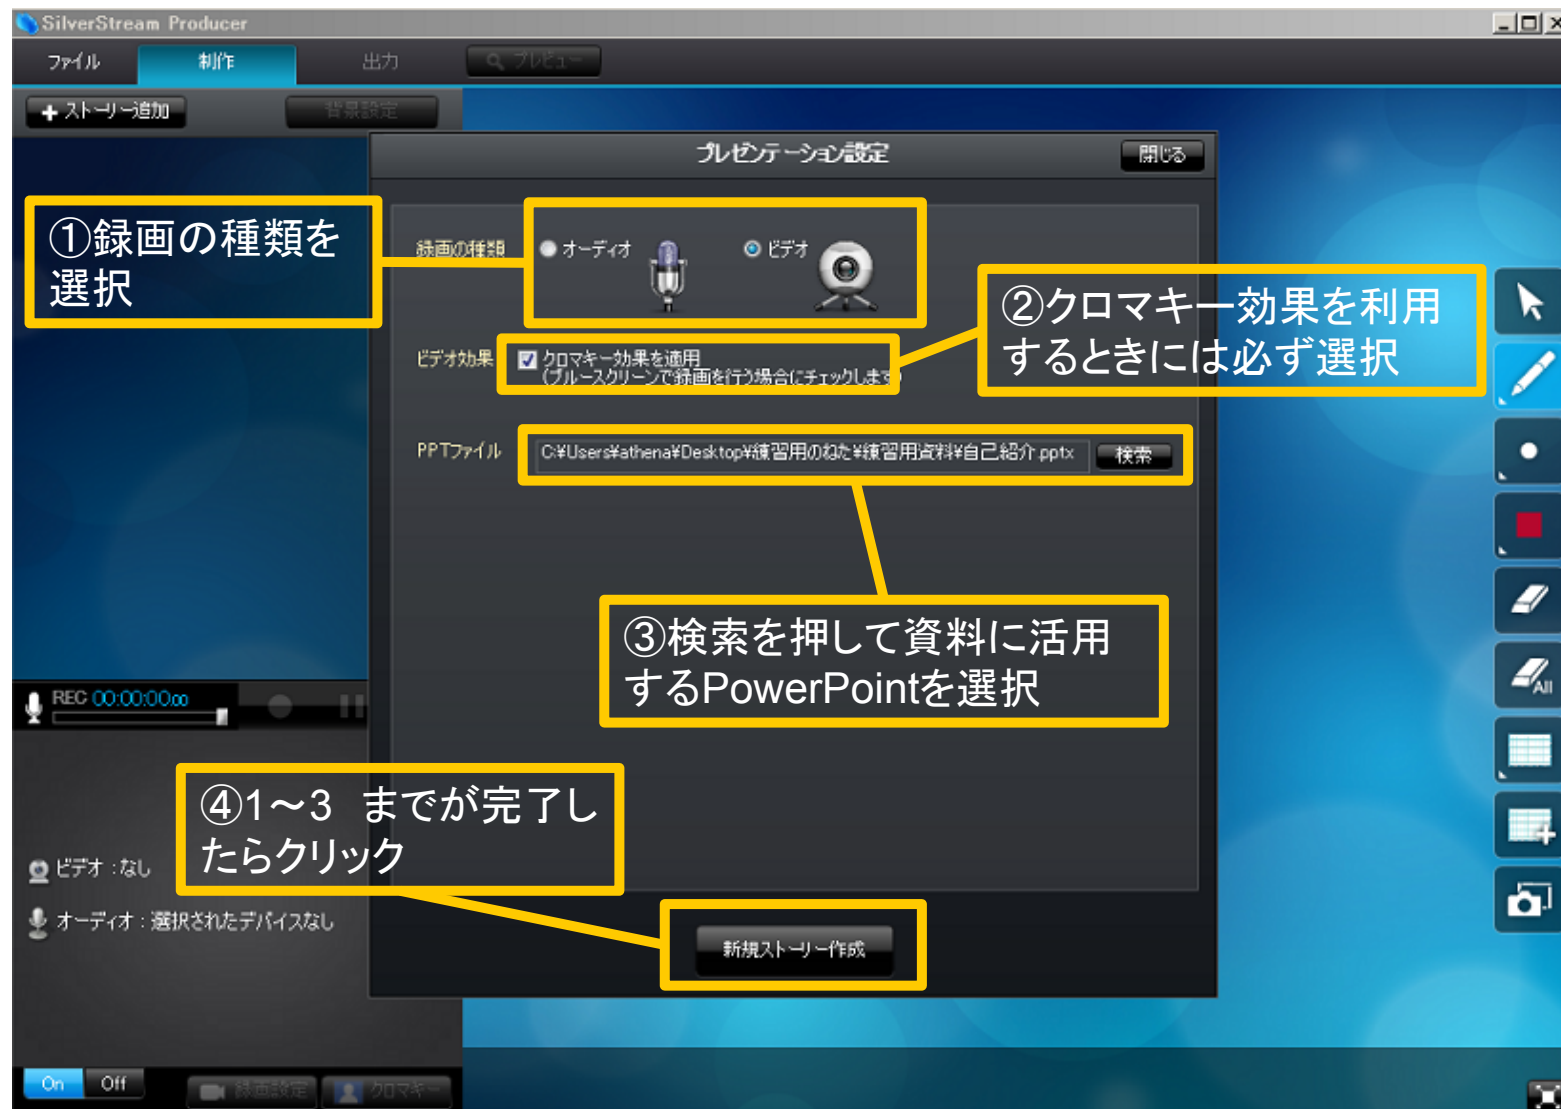 SilverStream Producer
ファイル 制作 出力 プレビュー
ストーリー追加 背景設定
プレゼンテーション設定 閉じる
①録画の種類を
選択
録画の種類 オーディオ ビデオ
②クロマキー効果を利用
するときには必ず選択
ビデオ効果 クロマキー効果を適用
(ブルースクリーンで録画を行う場合にチェックします)
PPTファイル C:¥Users¥athena¥Desktop¥練習用のねた¥練習用資料¥自己紹介.pptx 検索
③検索を押して資料に活用
するPowerPointを選択
All
REC 00:00:00.00
④1～3 までが完了し
たらクリック
ビデオ:なし
オーディオ:選択されたデバイスなし
新規ストーリー作成
On Off 録画設定 クロマキー